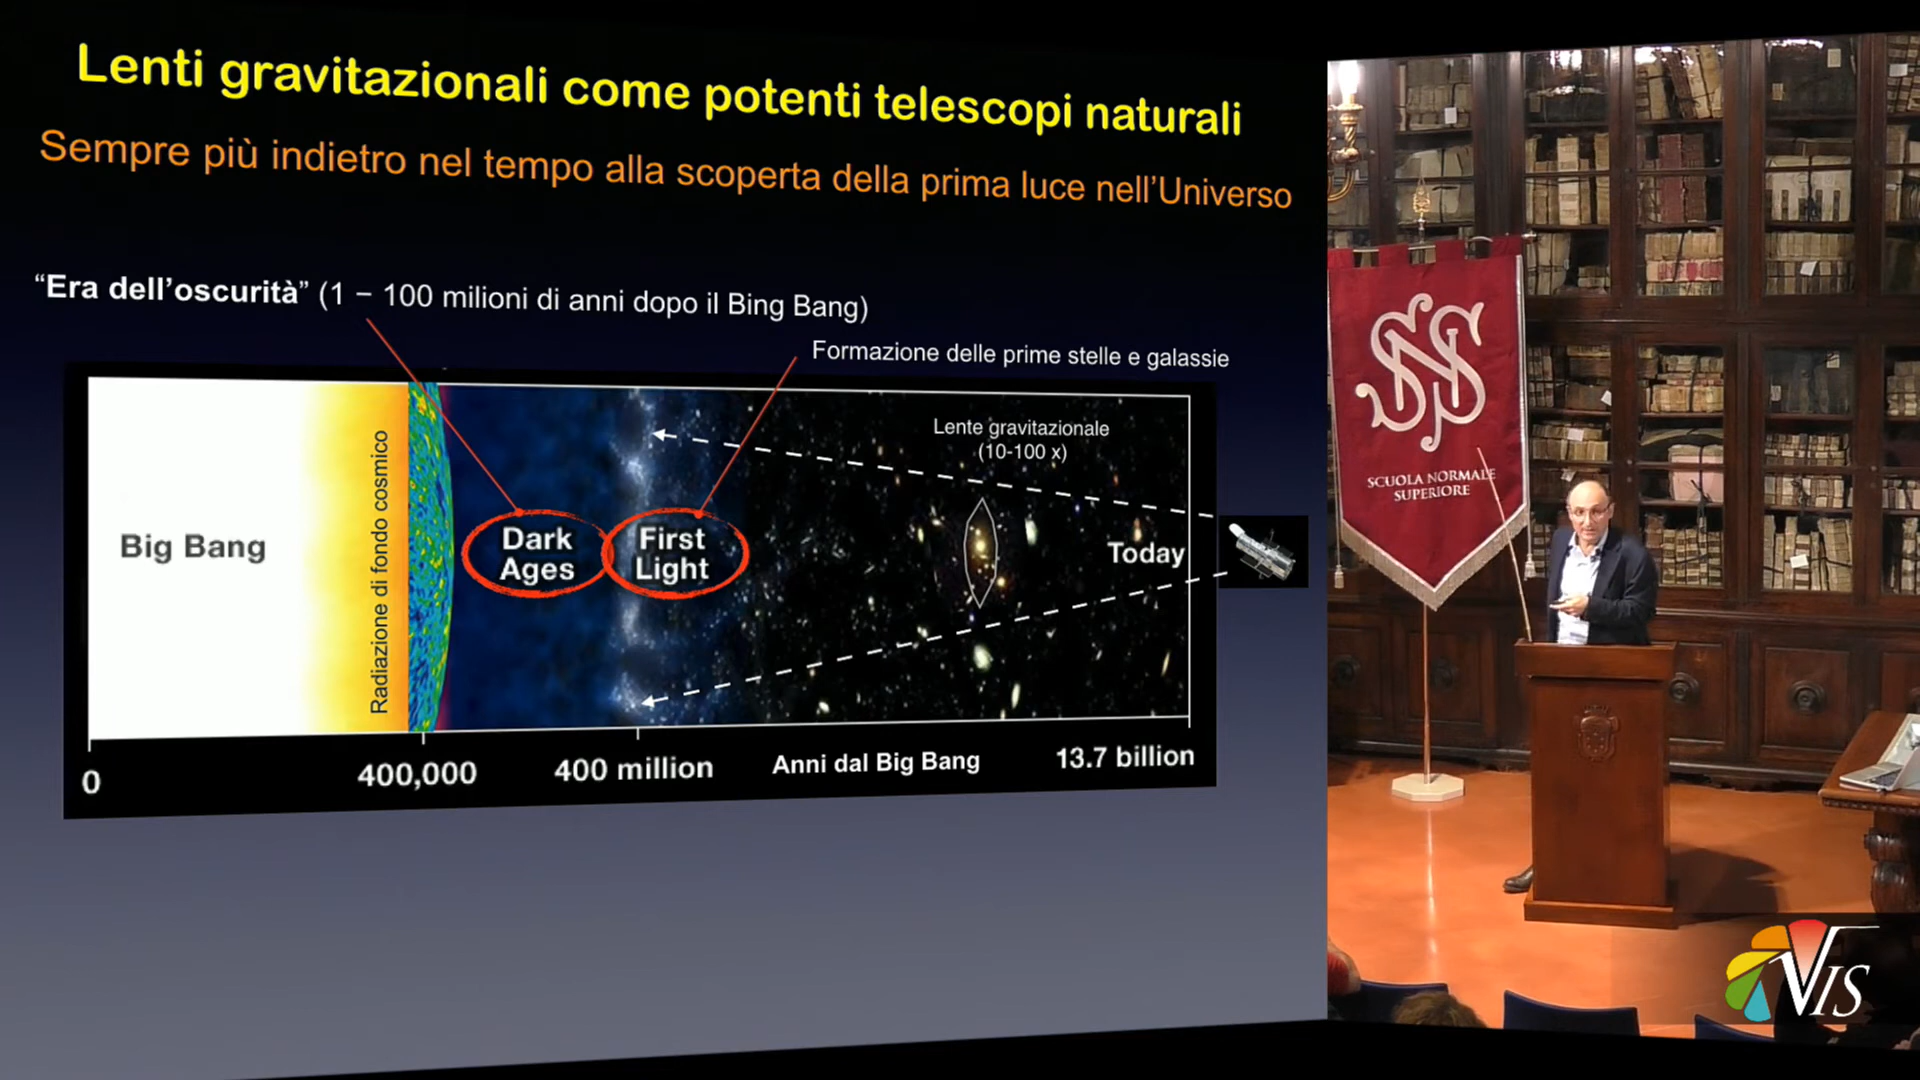 Lenti gravitazionali come potenti telescopi naturali
Sempre più indietro nel tempo alla scoperta della prima luce nell'Universo
“Era dell'oscurità” (1 – 100 milioni di anni dopo il Bing Bang)
Formazione delle prime stelle e galassie
Lente gravitazionale
(10-100 x)
Big Bang
Radiazione di fondo cosmico
Dark
Ages
First
Light
Today
0
400,000
400 million
Anni dal Big Bang
13.7 billion
SNS
SCUOLA NORMALE
SUPERIORE
VIS